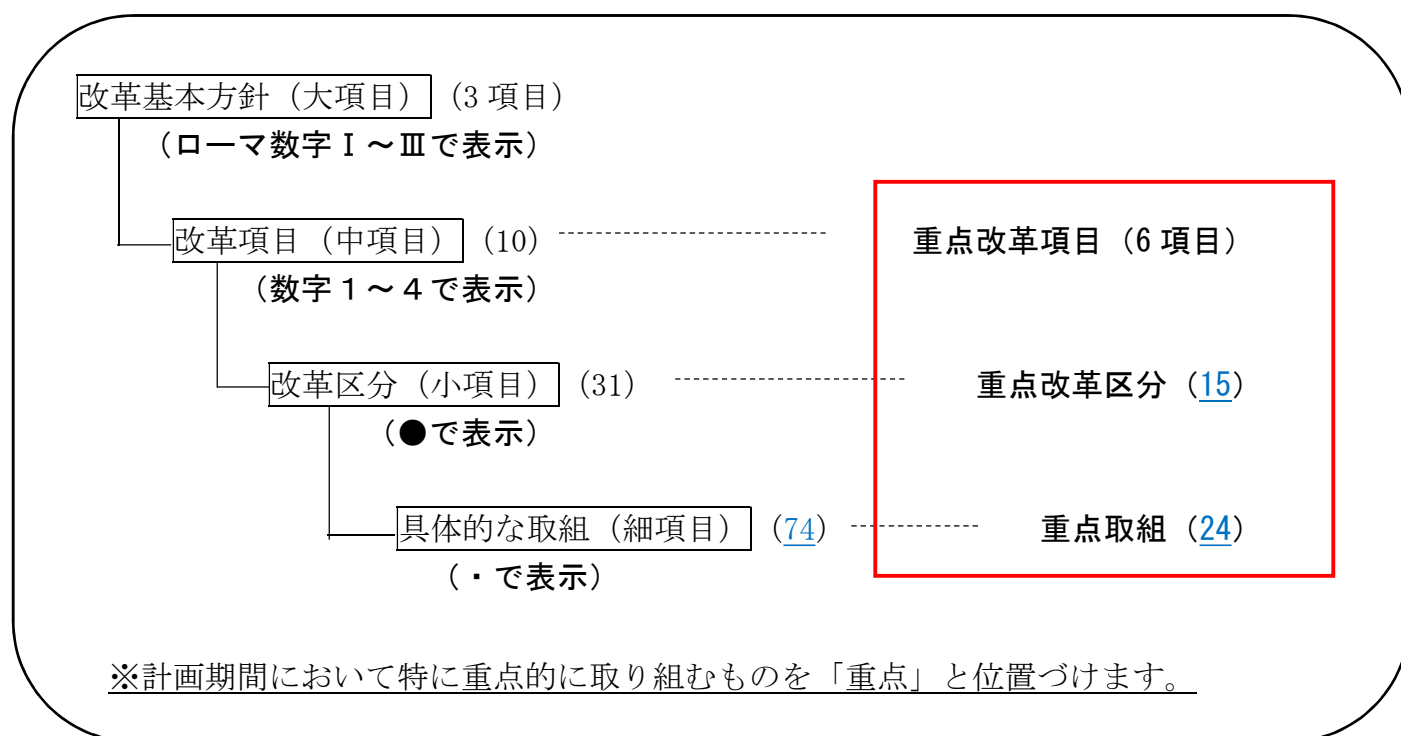 改革基本方針（大項目）（3 項目）
（ローマ数字Ⅰ～Ⅲで表示）
改革項目（中項目）（10） 重点改革項目（6 項目）
（数字１～４で表示）
改革区分（小項目）（31） 重点改革区分（15）
（●で表示）
具体的な取組（細項目）（74） 重点取組（24）
（・で表示）
※計画期間において特に重点的に取り組むものを「重点」と位置づけます。